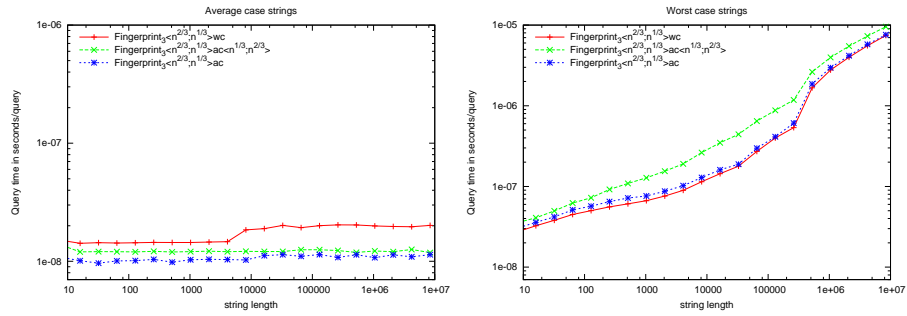 Average case strings
1e-06
1e-07
1e-08
Query time in seconds/query
Fingerprint₃<n^2/3;n^1/3>wc
Fingerprint₃<n^2/3;n^1/3>ac<n^1/3;n^2/3>
Fingerprint₃<n^2/3;n^1/3>ac
10 100 1000 10000 100000 1e+06 1e+07
string length
Worst case strings
1e-05
1e-06
1e-07
1e-08
Query time in seconds/query
Fingerprint₃<n^2/3;n^1/3>wc
Fingerprint₃<n^2/3;n^1/3>ac<n^1/3;n^2/3>
Fingerprint₃<n^2/3;n^1/3>ac
10 100 1000 10000 100000 1e+06 1e+07
string length